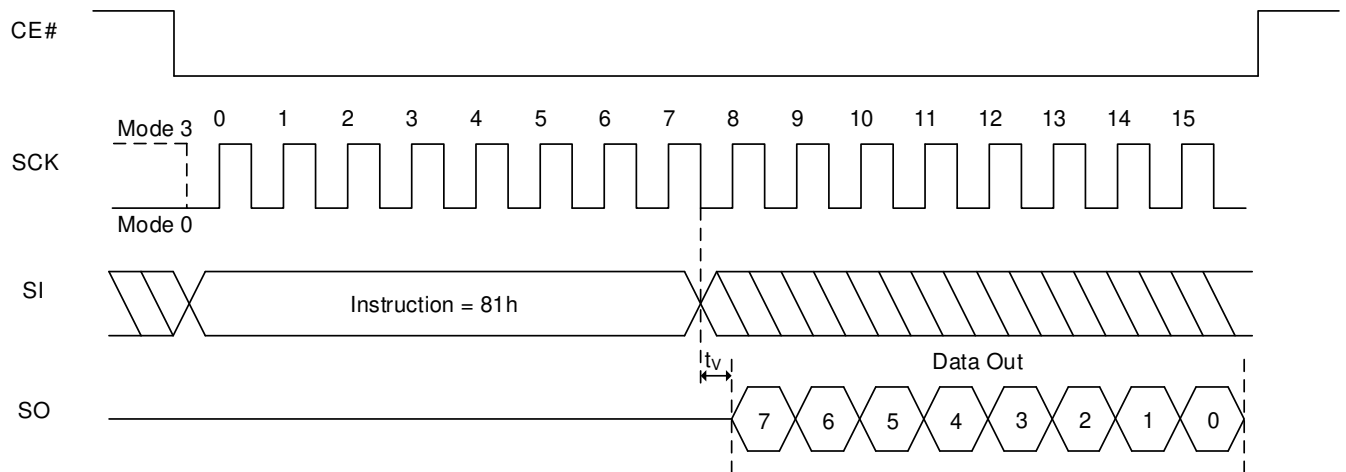 CE#
Mode 3
0 1 2 3 4 5 6 7 8 9 10 11 12 13 14 15
SCK
Mode 0
SI
Instruction = 81h
tV
Data Out
SO
7 6 5 4 3 2 1 0